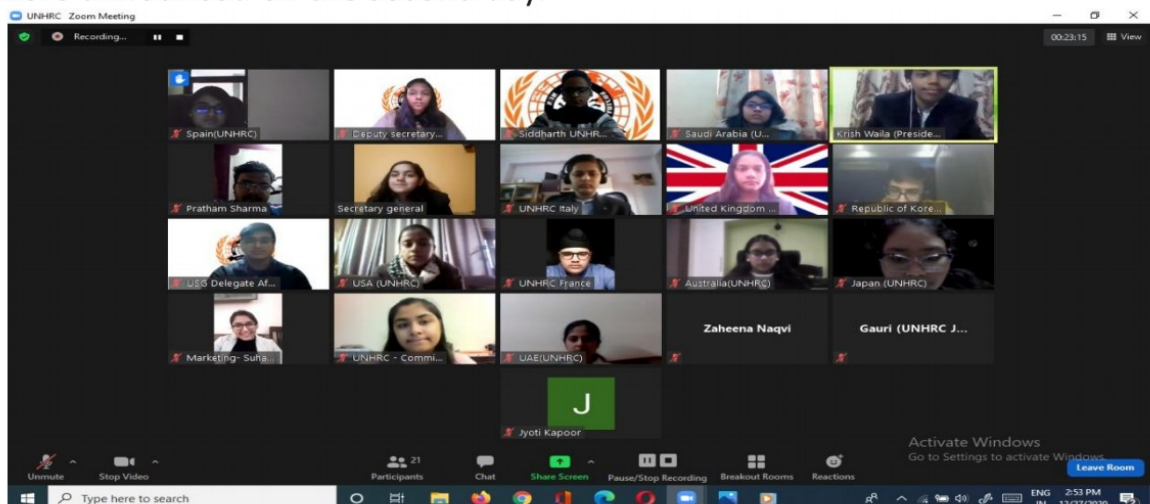 UNHRC Zoom Meeting
Recording...
00:23:15 View
Spain(UNHRC)
Deputy secretary...
Siddharth UNHR...
Saudi Arabia (U...
Krish Waila (Preside...
Pratham Sharma
Secretary general
UNHRC Italy
United Kingdom ...
Republic of Kore...
USG Delegate Af...
USA (UNHRC)
UNHRC France
Australia(UNHRC)
Japan (UNHRC)
Marketing- Suha...
UNHRC - Commi...
UAE(UNHRC)
Zaheena Naqvi
Gauri (UNHRC J...
J
Jyoti Kapoor
Activate Windows
Go to Settings to activate Windows.
Unmute
Stop Video
Participants 21
Chat
Share Screen
Pause/Stop Recording
Breakout Rooms
Reactions
Leave Room
Type here to search
ENG 2:53 PM
IN 12/27/2020